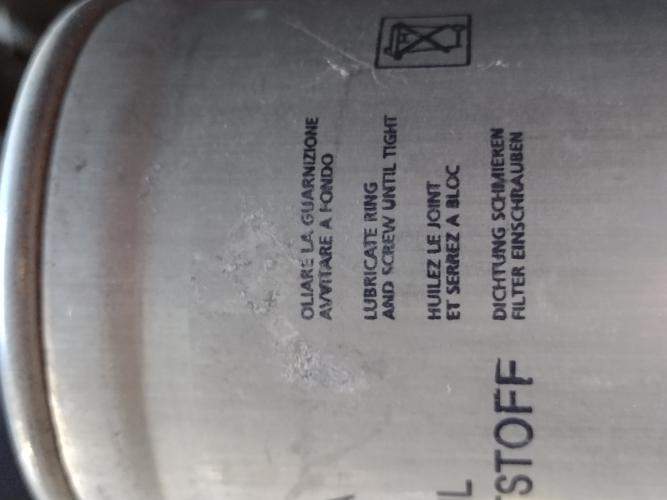 OLIARE LA GUARNIZIONE
AVVITARE A FONDO
LUBRICATE RING
AND SCREW UNTIL TIGHT
HUILEZ LE JOINT
ET SERREZ A BLOC
DICHTUNG SCHMIEREN
FILTER EINSCHRAUBEN
A
L
STOFF